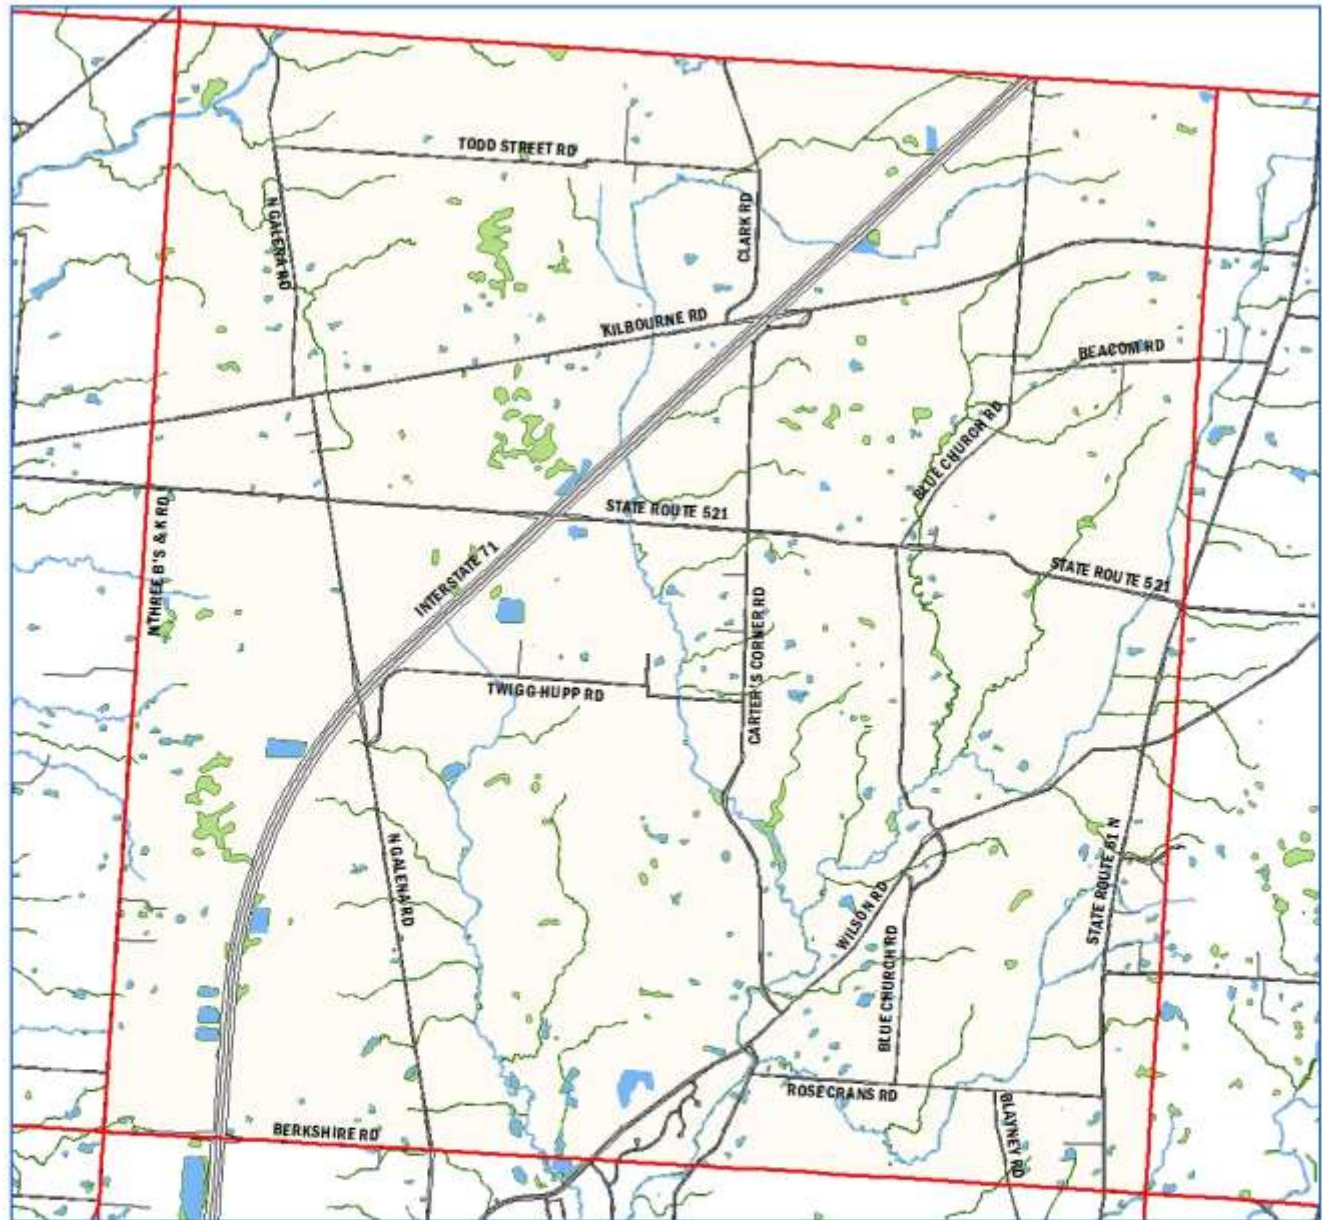 TODD STREET RD
N GALENA RD
CLARK RD
KILBOURNE RD
BEACOM RD
BLUE CHURCH RD
STATE ROUTE 521
N THREE B'S & K RD
INTERSTATE 71
STATE ROUTE 521
CARTER'S CORNER RD
TWIGG HUPP RD
N GALENA RD
STATE ROUTE 61 N
WILSON RD
BLUE CHURCH RD
ROSECRANS RD
BLAYNEY RD
BERKSHIRE RD